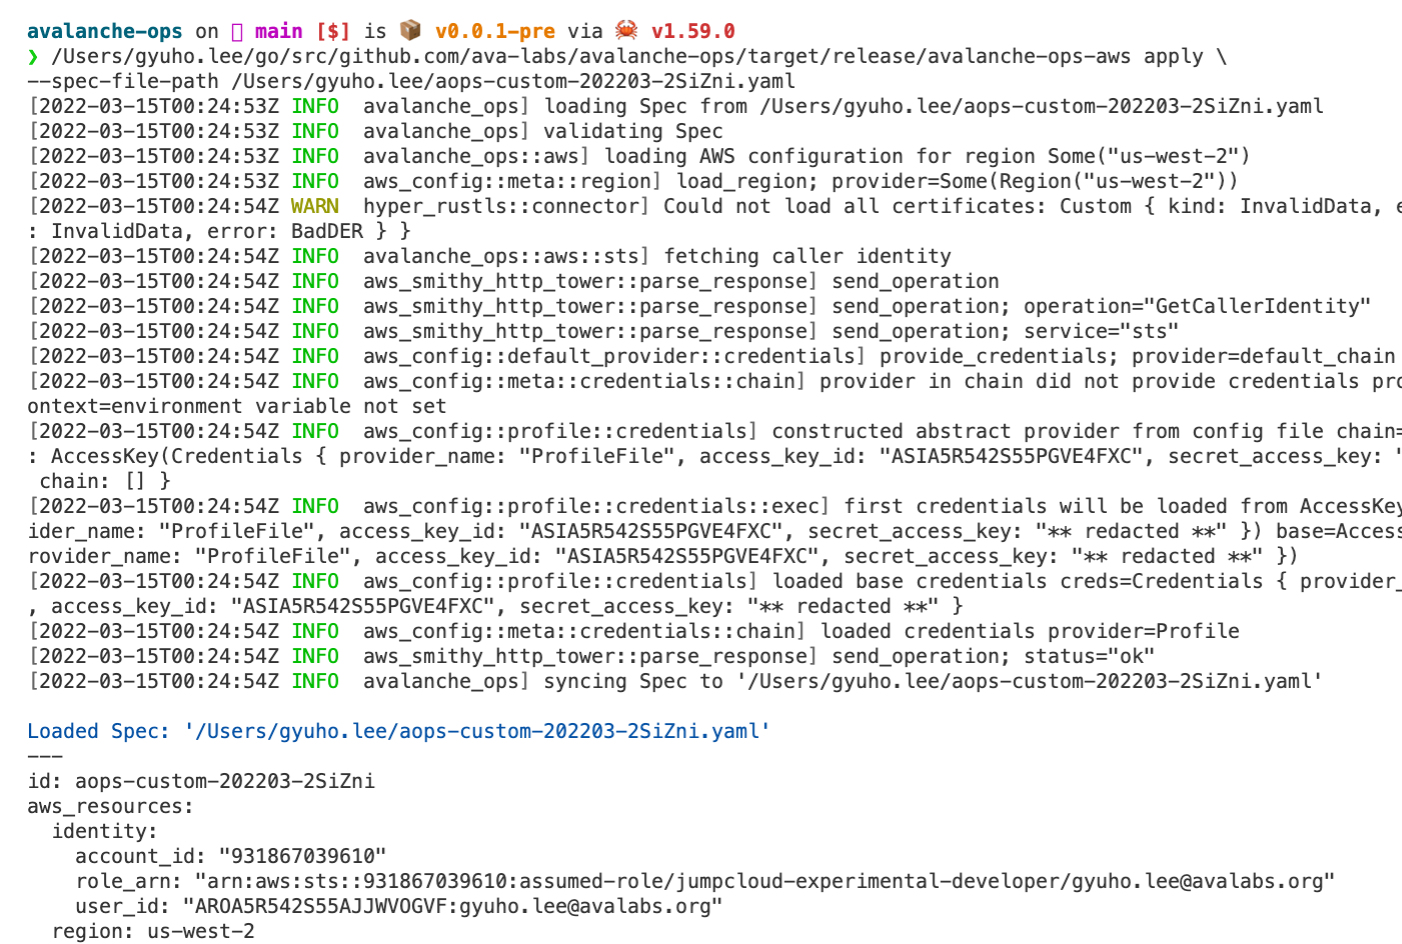 avalanche-ops on main [$] is 📦 v0.0.1-pre via 🦀 v1.59.0
❯ /Users/gyuho.lee/go/src/github.com/ava-labs/avalanche-ops/target/release/avalanche-ops-aws apply \
--spec-file-path /Users/gyuho.lee/aops-custom-202203-2SiZni.yaml
[2022-03-15T00:24:53Z INFO  avalanche_ops] loading Spec from /Users/gyuho.lee/aops-custom-202203-2SiZni.yaml
[2022-03-15T00:24:53Z INFO  avalanche_ops] validating Spec
[2022-03-15T00:24:53Z INFO  avalanche_ops::aws] loading AWS configuration for region Some("us-west-2")
[2022-03-15T00:24:53Z INFO  aws_config::meta::region] load_region; provider=Some(Region("us-west-2"))
[2022-03-15T00:24:54Z WARN  hyper_rustls::connector] Could not load all certificates: Custom { kind: InvalidData, e
: InvalidData, error: BadDER } }
[2022-03-15T00:24:54Z INFO  avalanche_ops::aws::sts] fetching caller identity
[2022-03-15T00:24:54Z INFO  aws_smithy_http_tower::parse_response] send_operation
[2022-03-15T00:24:54Z INFO  aws_smithy_http_tower::parse_response] send_operation; operation="GetCallerIdentity"
[2022-03-15T00:24:54Z INFO  aws_smithy_http_tower::parse_response] send_operation; service="sts"
[2022-03-15T00:24:54Z INFO  aws_config::default_provider::credentials] provide_credentials; provider=default_chain
[2022-03-15T00:24:54Z INFO  aws_config::meta::credentials::chain] provider in chain did not provide credentials pro
ontext=environment variable not set
[2022-03-15T00:24:54Z INFO  aws_config::profile::credentials] constructed abstract provider from config file chain=
: AccessKey(Credentials { provider_name: "ProfileFile", access_key_id: "ASIA5R542S55PGVE4FXC", secret_access_key: "
 chain: [] }
[2022-03-15T00:24:54Z INFO  aws_config::profile::credentials::exec] first credentials will be loaded from AccessKey
ider_name: "ProfileFile", access_key_id: "ASIA5R542S55PGVE4FXC", secret_access_key: "** redacted **" }) base=Access
rovider_name: "ProfileFile", access_key_id: "ASIA5R542S55PGVE4FXC", secret_access_key: "** redacted **" })
[2022-03-15T00:24:54Z INFO  aws_config::profile::credentials] loaded base credentials creds=Credentials { provider_
, access_key_id: "ASIA5R542S55PGVE4FXC", secret_access_key: "** redacted **" }
[2022-03-15T00:24:54Z INFO  aws_config::meta::credentials::chain] loaded credentials provider=Profile
[2022-03-15T00:24:54Z INFO  aws_smithy_http_tower::parse_response] send_operation; status="ok"
[2022-03-15T00:24:54Z INFO  avalanche_ops] syncing Spec to '/Users/gyuho.lee/aops-custom-202203-2SiZni.yaml'
Loaded Spec: '/Users/gyuho.lee/aops-custom-202203-2SiZni.yaml'
---
id: aops-custom-202203-2SiZni
aws_resources:
  identity:
    account_id: "931867039610"
    role_arn: "arn:aws:sts::931867039610:assumed-role/jumpcloud-experimental-developer/gyuho.lee@avalabs.org"
    user_id: "AROA5R542S55AJJWVOGVF:gyuho.lee@avalabs.org"
  region: us-west-2